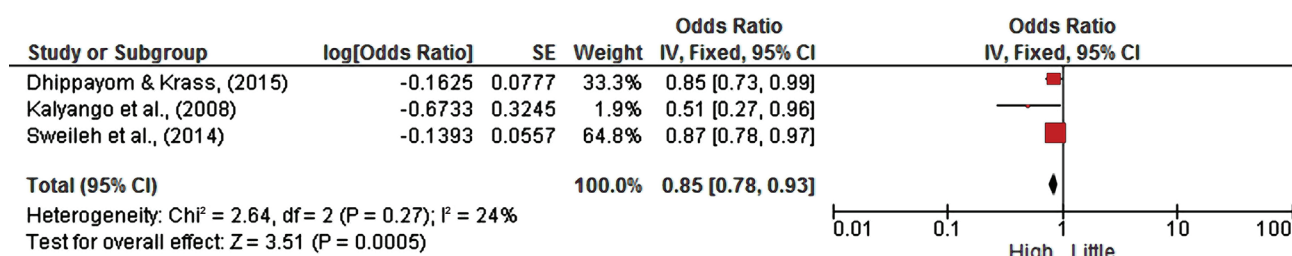 Odds Ratio Odds Ratio
Study or Subgroup log[Odds Ratio] SE Weight IV, Fixed, 95% CI IV, Fixed, 95% CI
Dhippayom & Krass, (2015) -0.1625 0.0777 33.3% 0.85 [0.73, 0.99]
Kalyango et al., (2008) -0.6733 0.3245 1.9% 0.51 [0.27, 0.96]
Sweileh et al., (2014) -0.1393 0.0557 64.8% 0.87 [0.78, 0.97]
Total (95% CI) 100.0% 0.85 [0.78, 0.93]
Heterogeneity: Chi² = 2.64, df = 2 (P = 0.27); I² = 24%
Test for overall effect: Z = 3.51 (P = 0.0005)
0.01 0.1 1 10 100
High Little